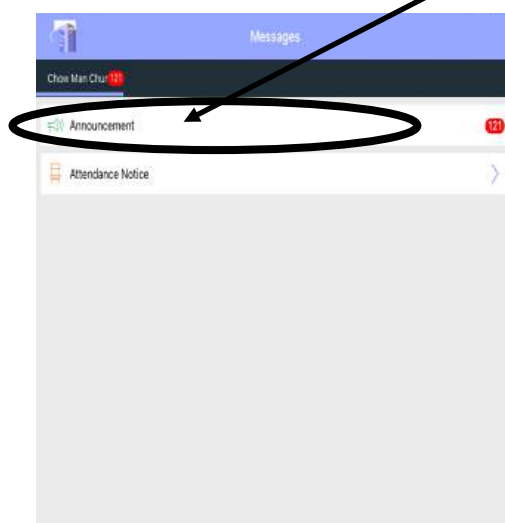 Messages
Chow Man Chun 121
Announcement 121
Attendance Notice